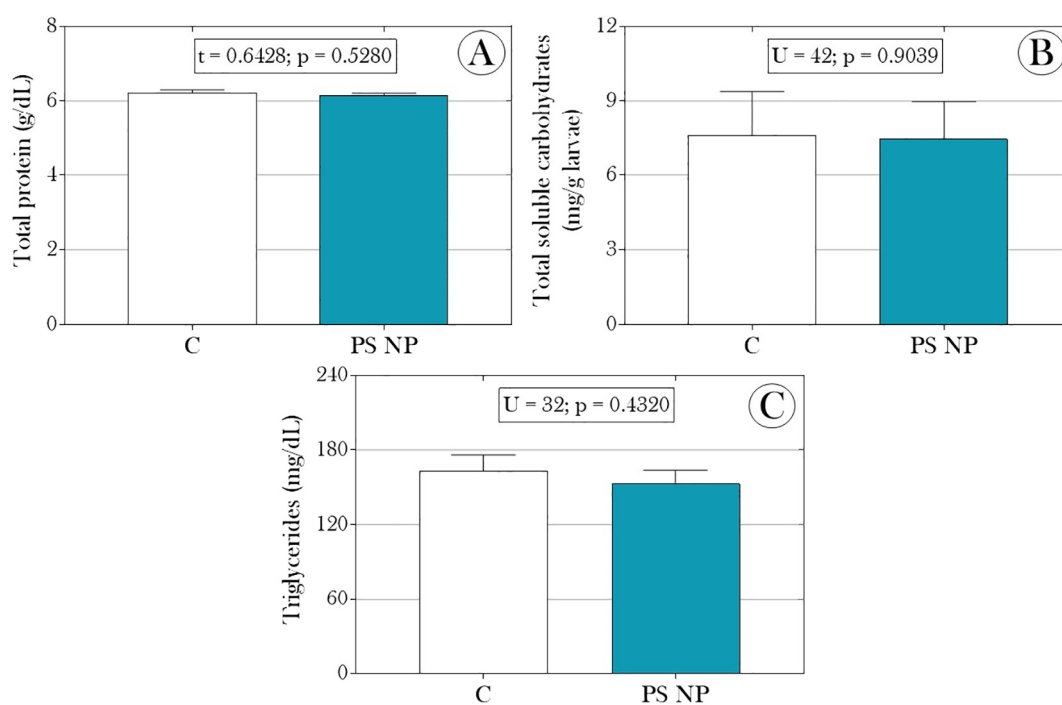 Total protein (g/dL)
8
6
4
2
0
t = 0.6428; p = 0.5280
A
C
PS NP
Total soluble carbohydrates
(mg/g larvae)
12
9
6
3
0
U = 42; p = 0.9039
B
C
PS NP
Triglycerides (mg/dL)
240
180
120
60
0
U = 32; p = 0.4320
C
C
PS NP